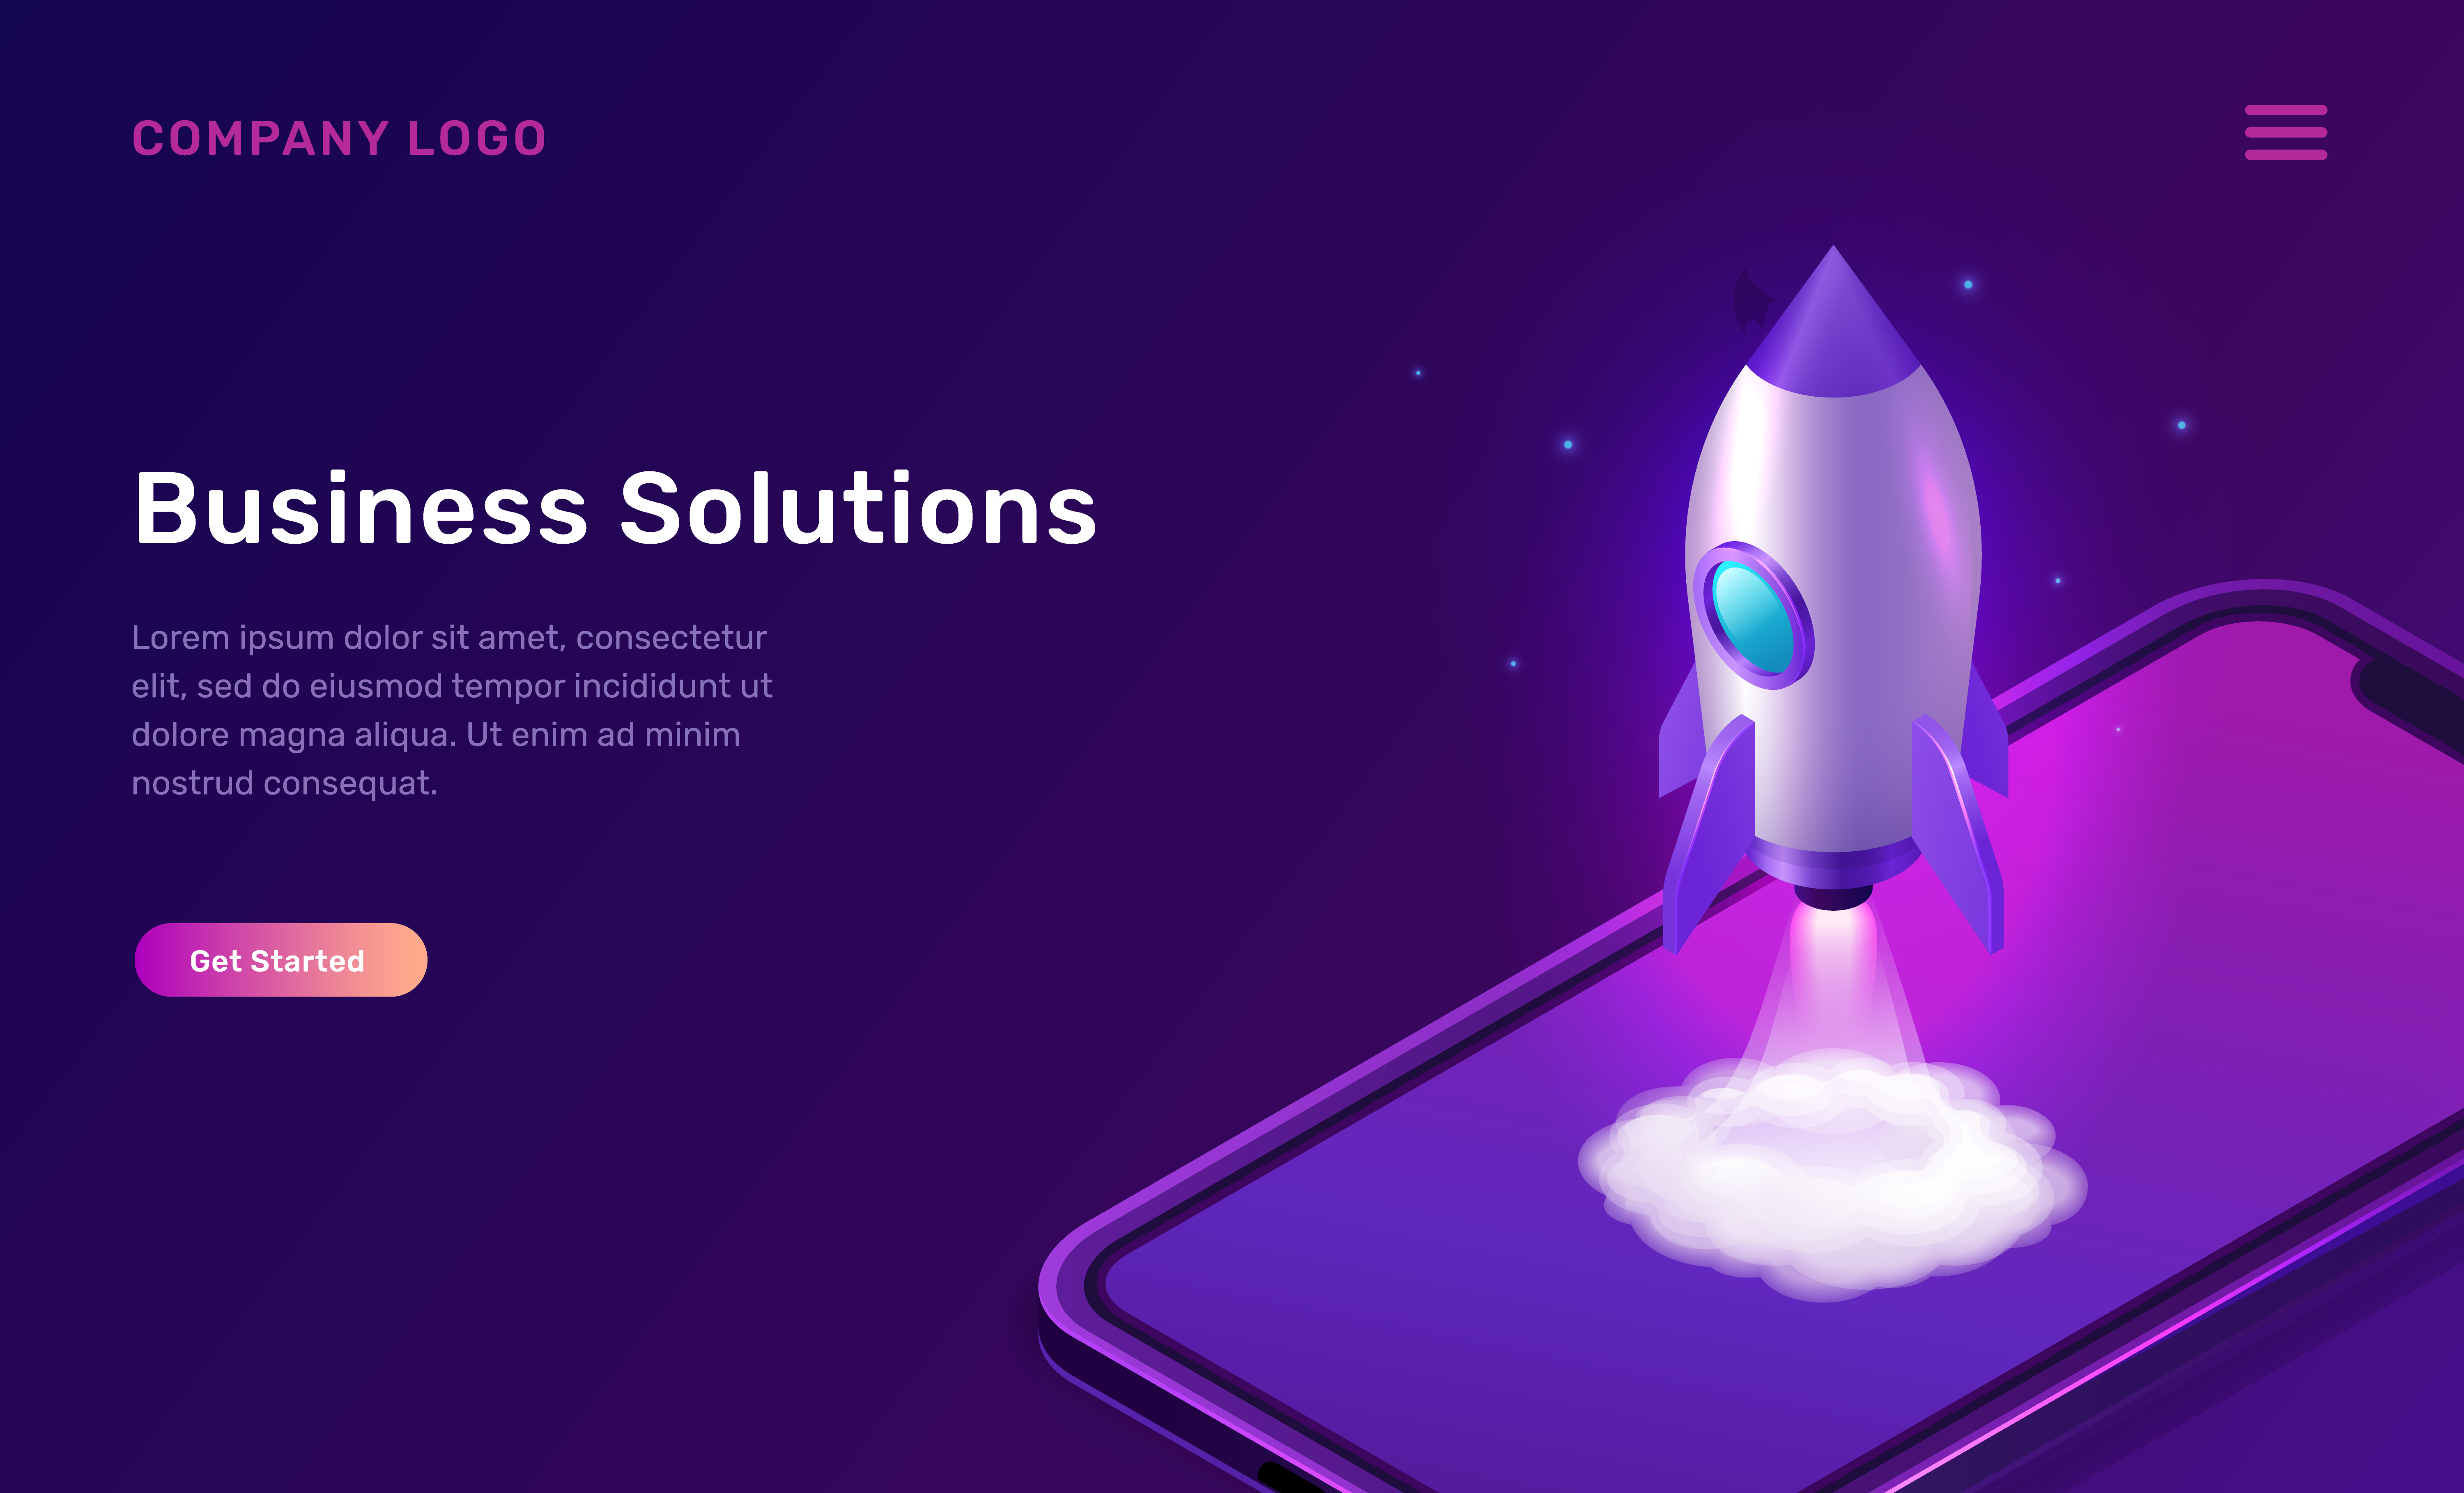 COMPANY LOGO
Business Solutions
Lorem ipsum dolor sit amet, consectetur
elit, sed do eiusmod tempor incididunt ut
dolore magna aliqua. Ut enim ad minim
nostrud consequat.
Get Started